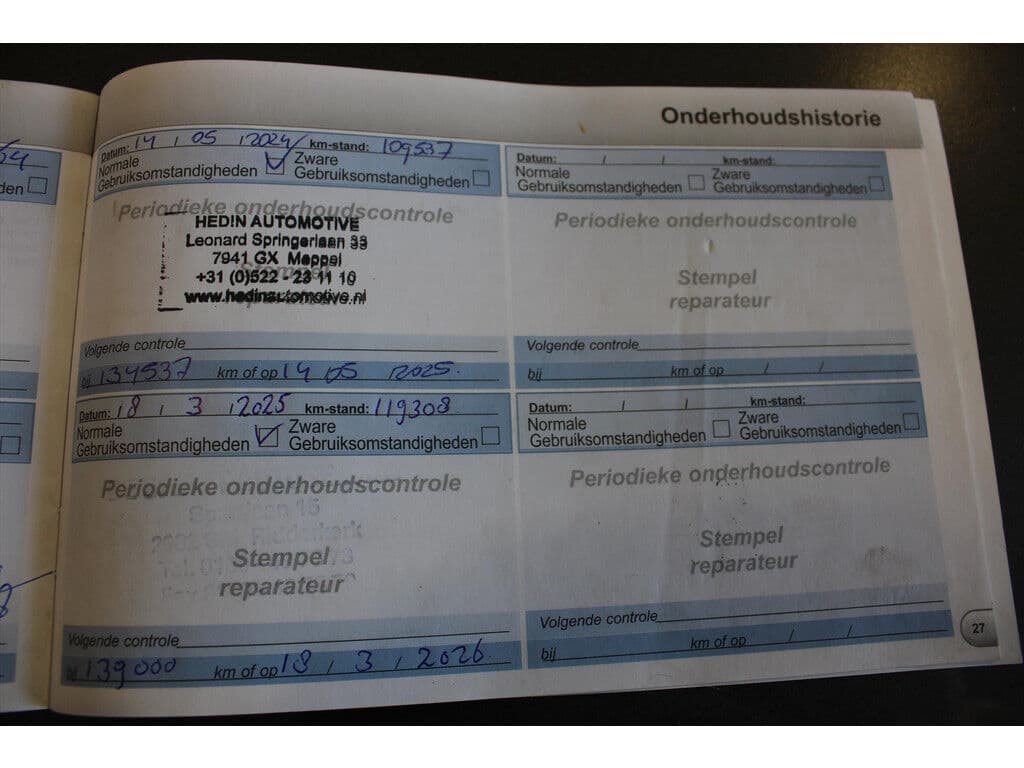 Onderhoudshistorie
Datum: 14 / 05 / 2024 km-stand: 109537
Normale Gebruiksomstandigheden Zware Gebruiksomstandigheden
Periodieke onderhoudscontrole
HEDIN AUTOMOTIVE
Leonard Springerlaan 33
7941 GX Meppel
+31 (0)522 - 23 11 10
www.hedinautomotive.nl
Volgende controle
bij 134537 km of op 14 05 2025.
Datum: 18 / 3 / 2025 km-stand: 119308
Normale Gebruiksomstandigheden Zware Gebruiksomstandigheden
Periodieke onderhoudscontrole
Ridderkerk
Stempel
reparateur
Volgende controle
bij 139000 km of op 18 / 3 / 2026
Datum: / / km-stand:
Normale Gebruiksomstandigheden Zware Gebruiksomstandigheden
Periodieke onderhoudscontrole
Stempel
reparateur
Volgende controle
bij km of op / /
Datum: / / km-stand:
Normale Gebruiksomstandigheden Zware Gebruiksomstandigheden
Periodieke onderhoudscontrole
Stempel
reparateur
Volgende controle
bij km of op / /
27